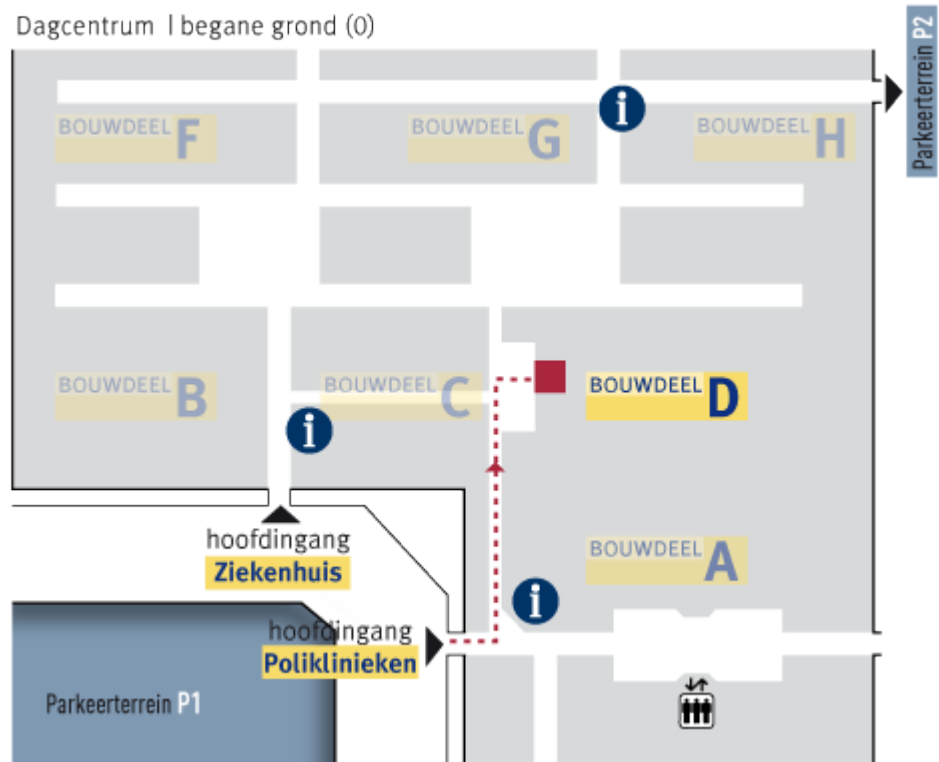 Dagcentrum | begane grond (0)
Parkeerterrein P2
BOUWDEEL F
BOUWDEEL G
BOUWDEEL H
BOUWDEEL B
BOUWDEEL C
BOUWDEEL D
hoofdingang
Ziekenhuis
BOUWDEEL A
hoofdingang
Poliklinieken
Parkeerterrein P1
i
i
i